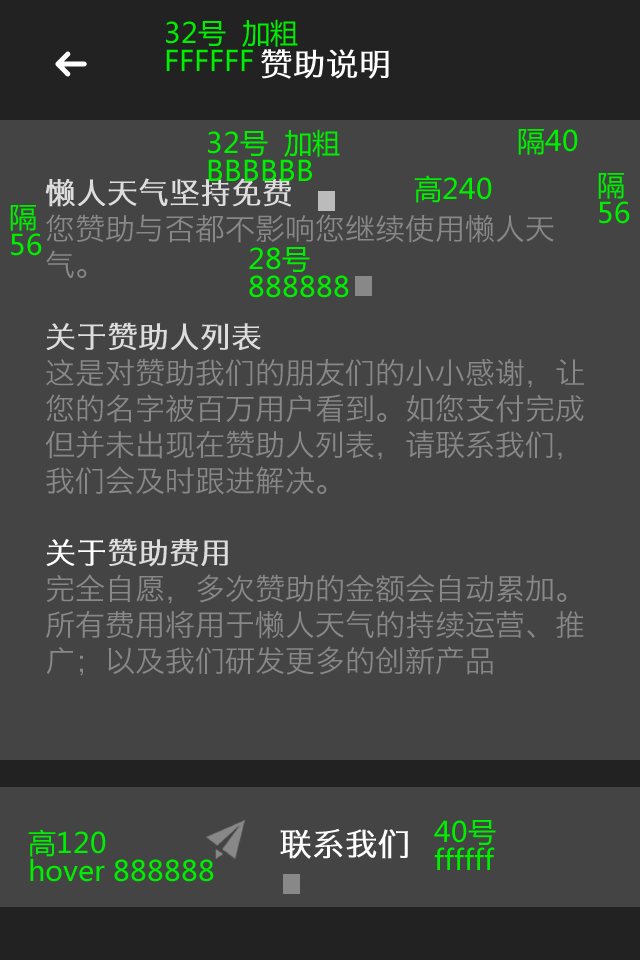 32号 加粗
FFFFFF
赞助说明
32号 加粗
BBBBBB
隔40
高240
隔
56
懒人天气坚持免费
隔
56
您赞助与否都不影响您继续使用懒人天
气。
28号
888888
关于赞助人列表
这是对赞助我们的朋友们的小小感谢，让
您的名字被百万用户看到。如您支付完成
但并未出现在赞助人列表，请联系我们，
我们会及时跟进解决。
关于赞助费用
完全自愿，多次赞助的金额会自动累加。
所有费用将用于懒人天气的持续运营、推
广；以及我们研发更多的创新产品
高120
hover 888888
联系我们
40号
ffffff